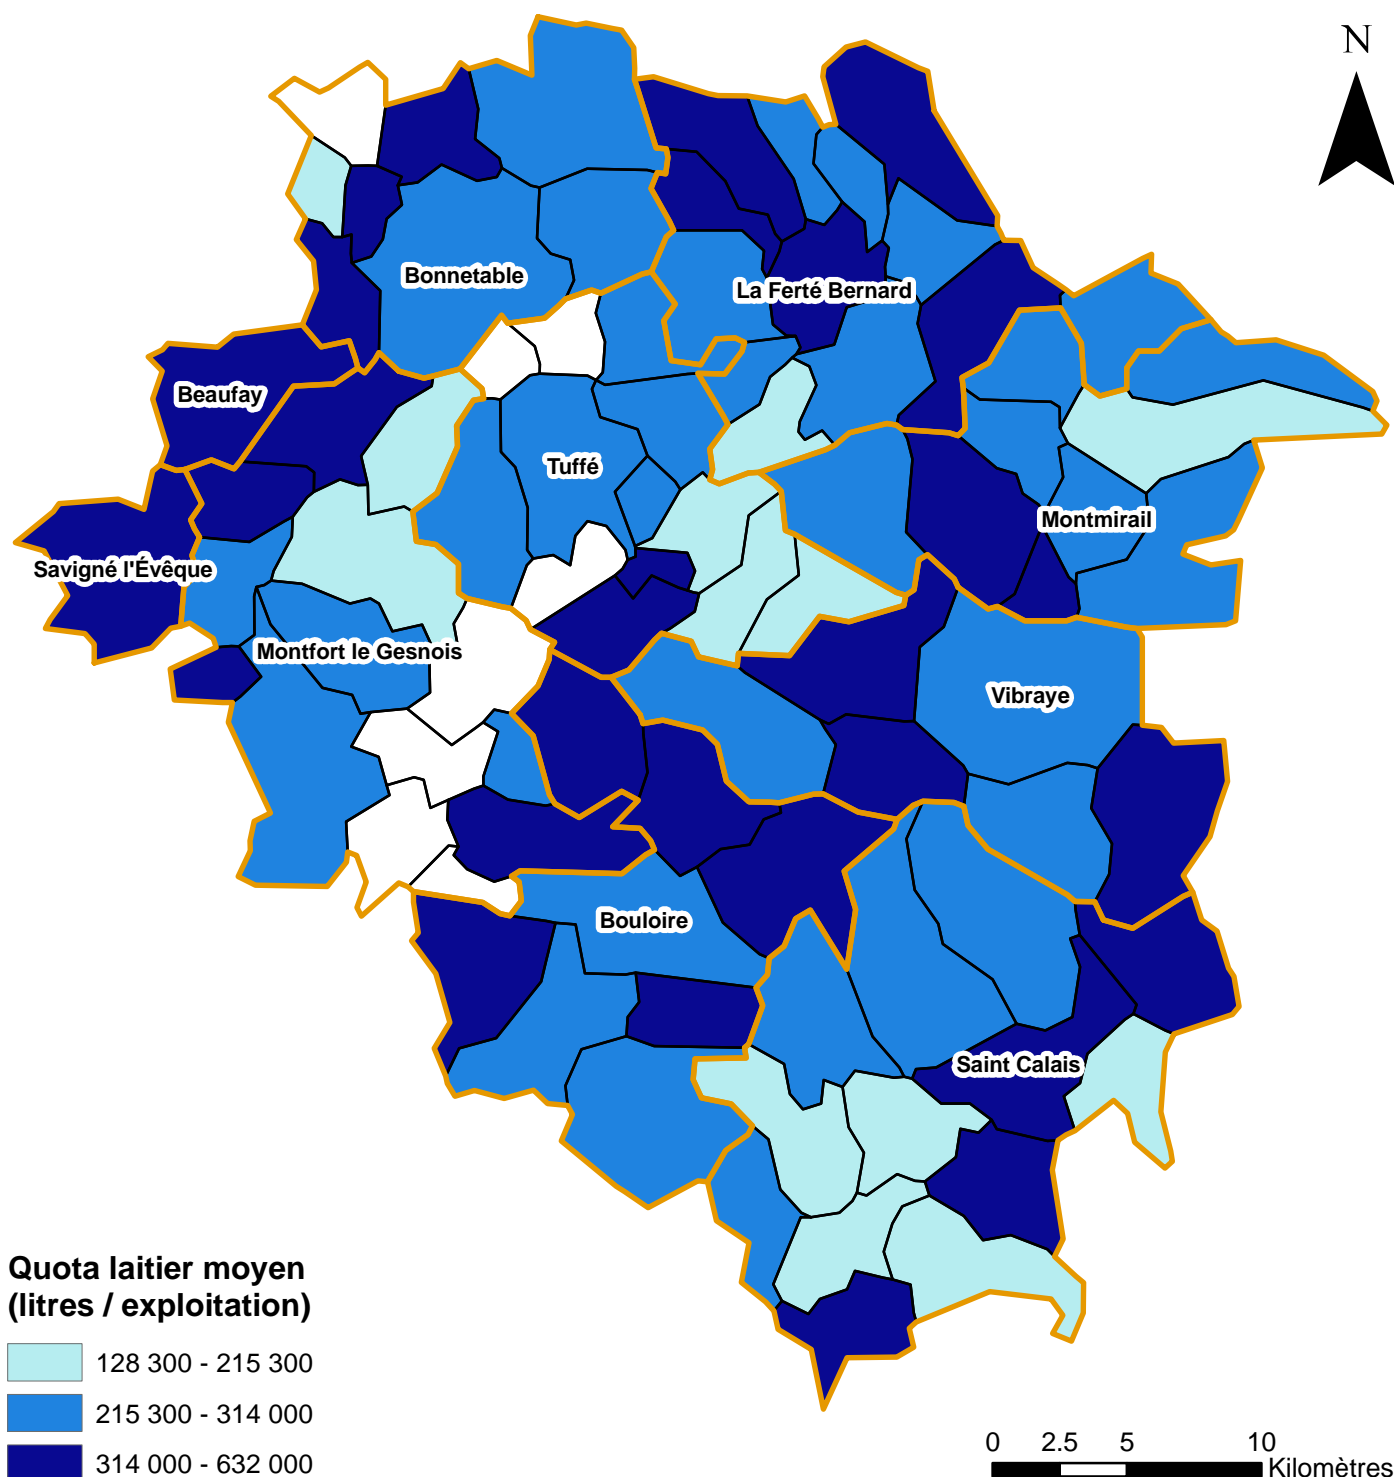 N
Bonnetable
La Ferté Bernard
Beaufay
Tuffé
Montmirail
Savigné l'Évêque
Montfort le Gesnois
Vibraye
Bouloire
Saint Calais
Quota laitier moyen
(litres / exploitation)
128 300 - 215 300
215 300 - 314 000
314 000 - 632 000
0 2.5 5 10
Kilomètres